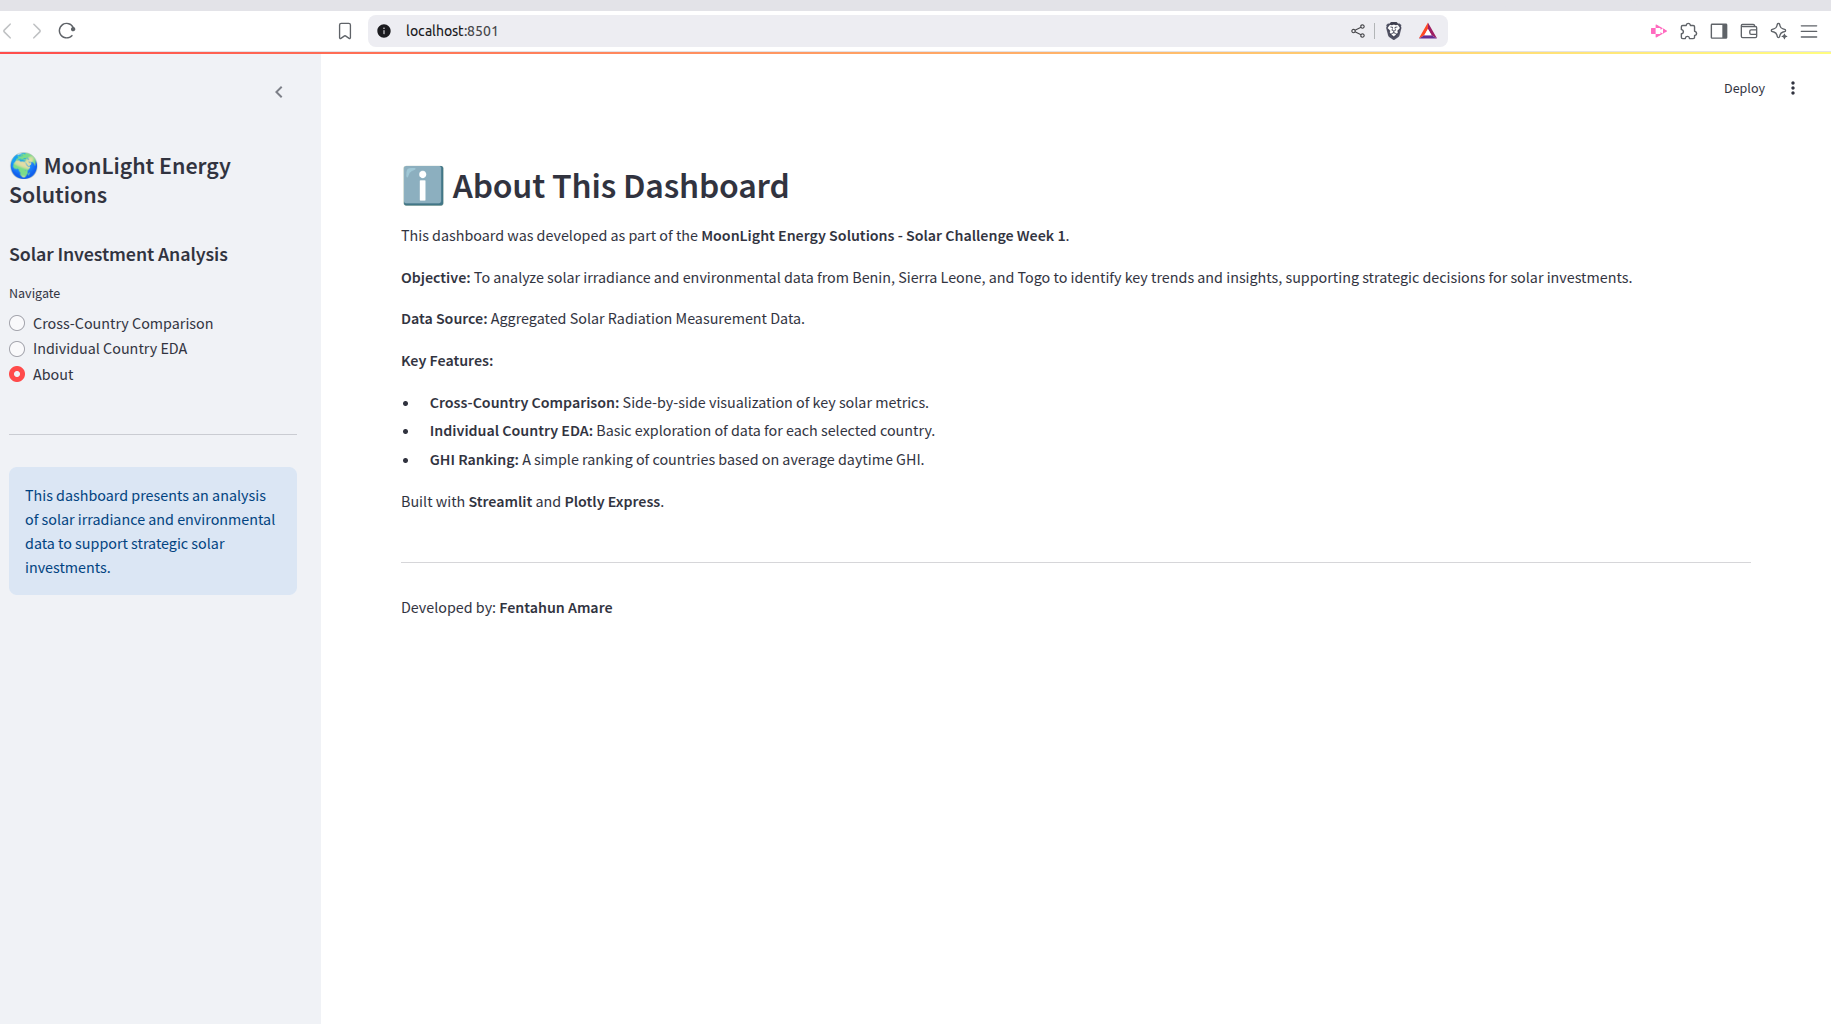 localhost:8501
Deploy
🌍 MoonLight Energy
Solutions
Solar Investment Analysis
Navigate
Cross-Country Comparison
Individual Country EDA
About
This dashboard presents an analysis
of solar irradiance and environmental
data to support strategic solar
investments.
ℹ️ About This Dashboard
This dashboard was developed as part of the MoonLight Energy Solutions - Solar Challenge Week 1.
Objective: To analyze solar irradiance and environmental data from Benin, Sierra Leone, and Togo to identify key trends and insights, supporting strategic decisions for solar investments.
Data Source: Aggregated Solar Radiation Measurement Data.
Key Features:
• Cross-Country Comparison: Side-by-side visualization of key solar metrics.
• Individual Country EDA: Basic exploration of data for each selected country.
• GHI Ranking: A simple ranking of countries based on average daytime GHI.
Built with Streamlit and Plotly Express.
Developed by: Fentahun Amare